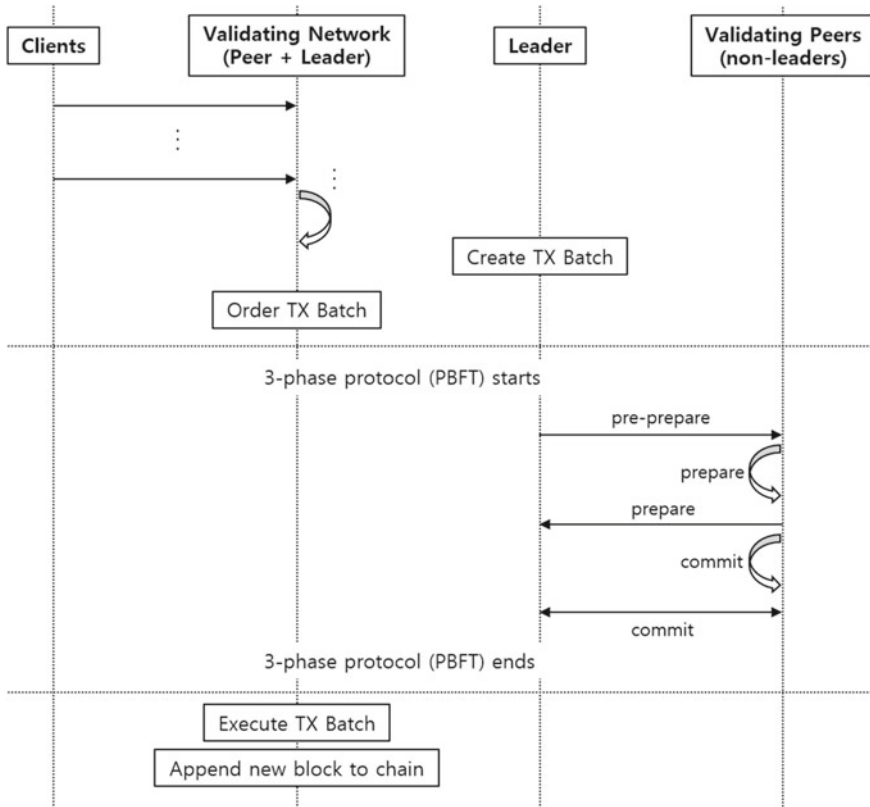 Clients
Validating Network
(Peer + Leader)
Leader
Validating Peers
(non-leaders)
Create TX Batch
Order TX Batch
3-phase protocol (PBFT) starts
pre-prepare
prepare
prepare
commit
commit
3-phase protocol (PBFT) ends
Execute TX Batch
Append new block to chain